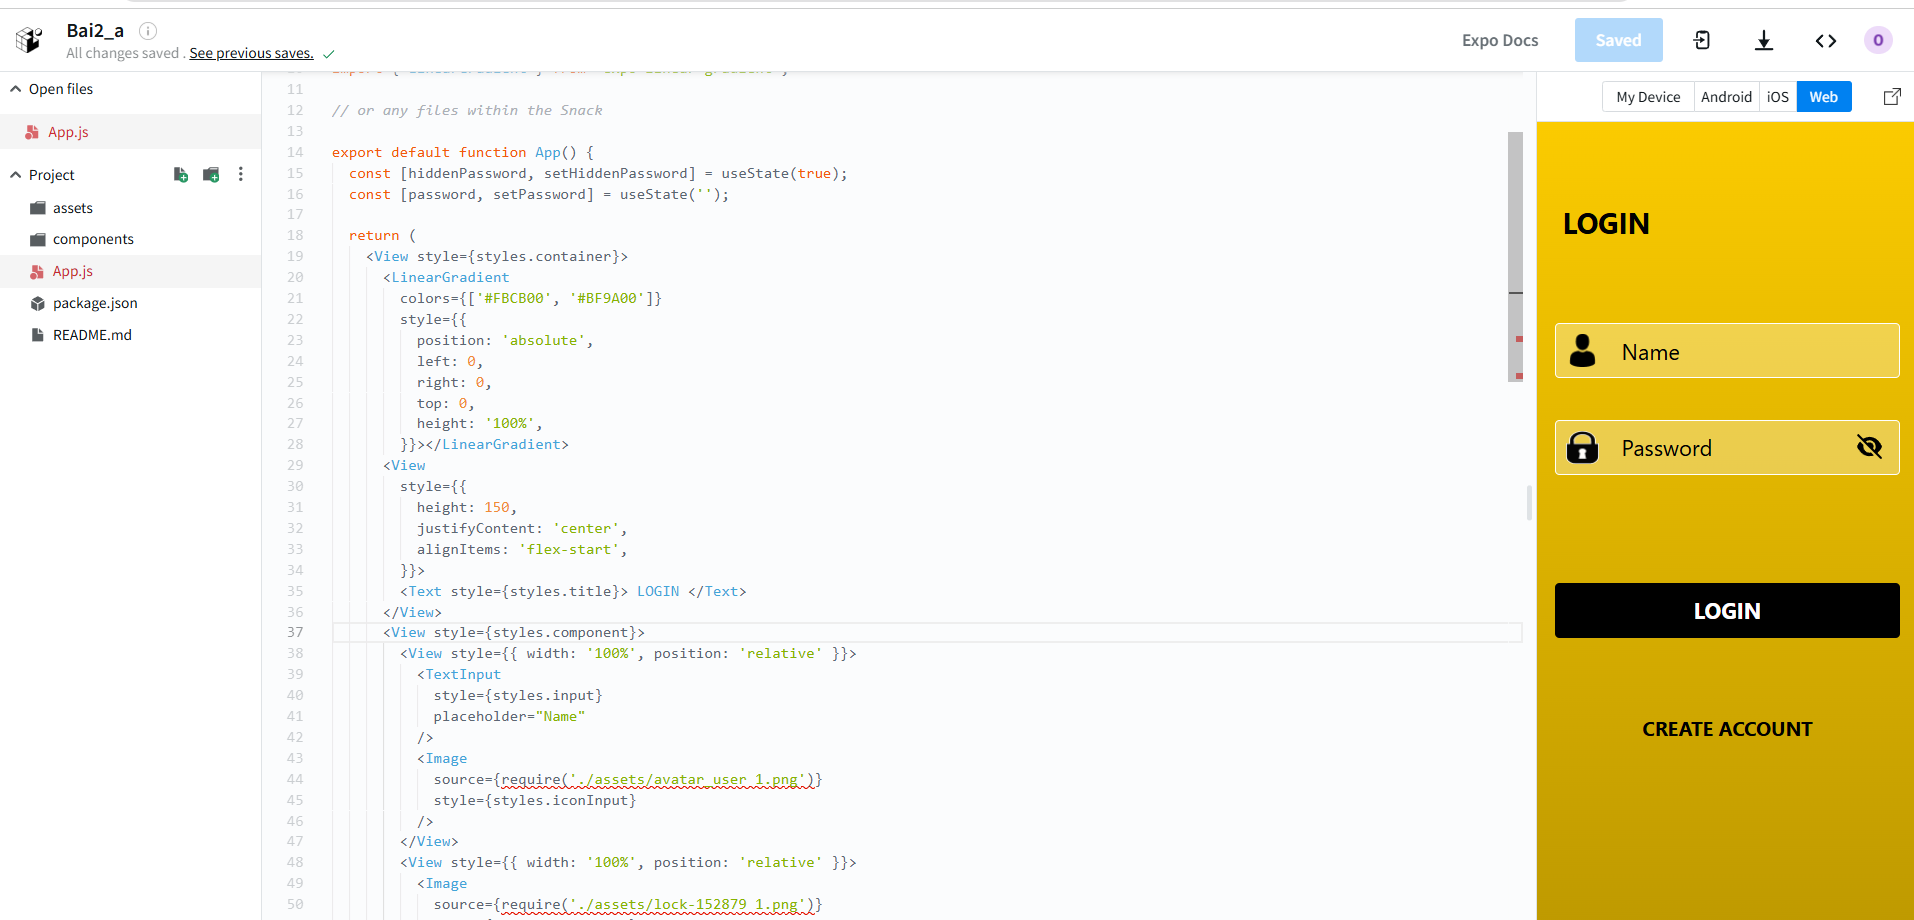 Bai2_a
All changes saved . See previous saves.
Expo Docs
Saved
O
Open files
App.js
Project
assets
components
App.js
package.json
README.md
11
12 // or any files within the Snack
13
14 export default function App() {
15 const [hiddenPassword, setHiddenPassword] = useState(true);
16 const [password, setPassword] = useState('');
17
18 return (
19 <View style={styles.container}>
20 <LinearGradient
21 colors={['#FBCB00', '#BF9A00']}
22 style={{
23 position: 'absolute',
24 left: 0,
25 right: 0,
26 top: 0,
27 height: '100%',
28 }}></LinearGradient>
29 <View
30 style={{
31 height: 150,
32 justifyContent: 'center',
33 alignItems: 'flex-start',
34 }}>
35 <Text style={styles.title}> LOGIN </Text>
36 </View>
37 <View style={styles.component}>
38 <View style={{ width: '100%', position: 'relative' }}>
39 <TextInput
40 style={styles.input}
41 placeholder="Name"
42 />
43 <Image
44 source={require('./assets/avatar_user 1.png')}
45 style={styles.iconInput}
46 />
47 </View>
48 <View style={{ width: '100%', position: 'relative' }}>
49 <Image
50 source={require('./assets/lock-152879 1.png')}
My Device
Android
iOS
Web
LOGIN
Name
Password
LOGIN
CREATE ACCOUNT